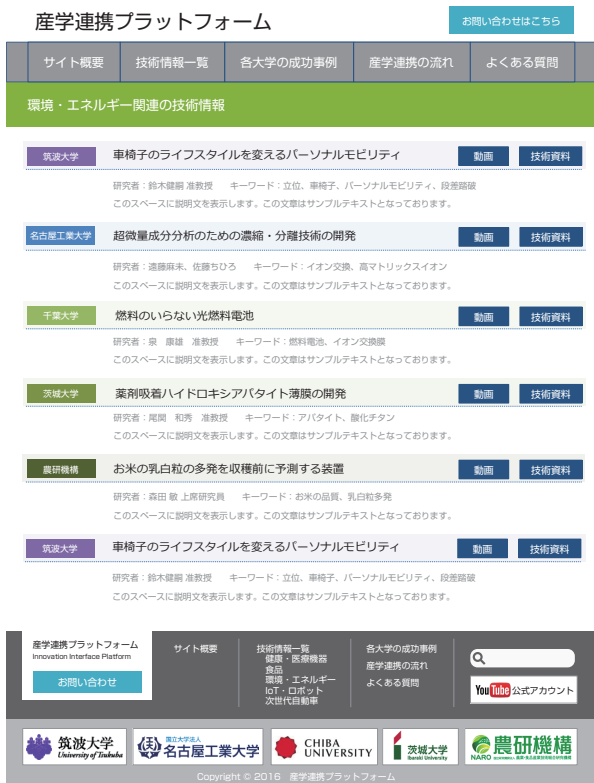 産学連携プラットフォーム
お問い合わせはこちら
サイト概要 技術情報一覧 各大学の成功事例 産学連携の流れ よくある質問
環境・エネルギー関連の技術情報
筑波大学 車椅子のライフスタイルを変えるパーソナルモビリティ 動画 技術資料
研究者：鈴木健嗣 准教授 キーワード：立位、車椅子、パーソナルモビリティ、段差踏破
このスペースに説明文を表示します。この文章はサンプルテキストとなっております。
名古屋工業大学 超微量成分分析のための濃縮・分離技術の開発 動画 技術資料
研究者：遠藤麻未、佐藤ちひろ キーワード：イオン交換、高マトリックスイオン
このスペースに説明文を表示します。この文章はサンプルテキストとなっております。
千葉大学 燃料のいらない光燃料電池 動画 技術資料
研究者：泉 康雄 准教授 キーワード：燃料電池、イオン交換膜
このスペースに説明文を表示します。この文章はサンプルテキストとなっております。
茨城大学 薬剤吸着ハイドロキシアパタイト薄膜の開発 動画 技術資料
研究者：尾関 和秀 准教授 キーワード：アパタイト、酸化チタン
このスペースに説明文を表示します。この文章はサンプルテキストとなっております。
農研機構 お米の乳白粒の多発を収穫前に予測する装置 動画 技術資料
研究者：森田 敏 上席研究員 キーワード：お米の品質、乳白粒多発
このスペースに説明文を表示します。この文章はサンプルテキストとなっております。
筑波大学 車椅子のライフスタイルを変えるパーソナルモビリティ 動画 技術資料
研究者：鈴木健嗣 准教授 キーワード：立位、車椅子、パーソナルモビリティ、段差踏破
このスペースに説明文を表示します。この文章はサンプルテキストとなっております。
産学連携プラットフォーム
Innovation Interface Platform
お問い合わせ
サイト概要
技術情報一覧
健康・医療機器
食品
環境・エネルギー
IoT・ロボット
次世代自動車
各大学の成功事例
産学連携の流れ
よくある質問
YouTube 公式アカウント
筑波大学
University of Tsukuba
国立大学法人
名古屋工業大学
CHIBA
UNIVERSITY
茨城大学
Ibaraki University
農研機構
NARO
Copyright © 2016 産学連携プラットフォーム